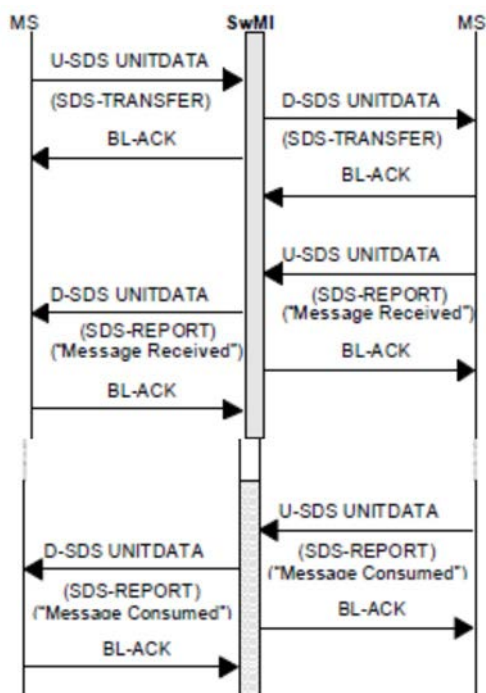 MS SwMI MS
U-SDS UNITDATA
(SDS-TRANSFER)
D-SDS UNITDATA
(SDS-TRANSFER)
BL-ACK
BL-ACK
U-SDS UNITDATA
(SDS-REPORT)
("Message Received")
D-SDS UNITDATA
(SDS-REPORT)
("Message Received")
BL-ACK
BL-ACK
U-SDS UNITDATA
(SDS-REPORT)
("Message Consumed")
D-SDS UNITDATA
(SDS-REPORT)
("Message Consumed")
BL-ACK
BL-ACK